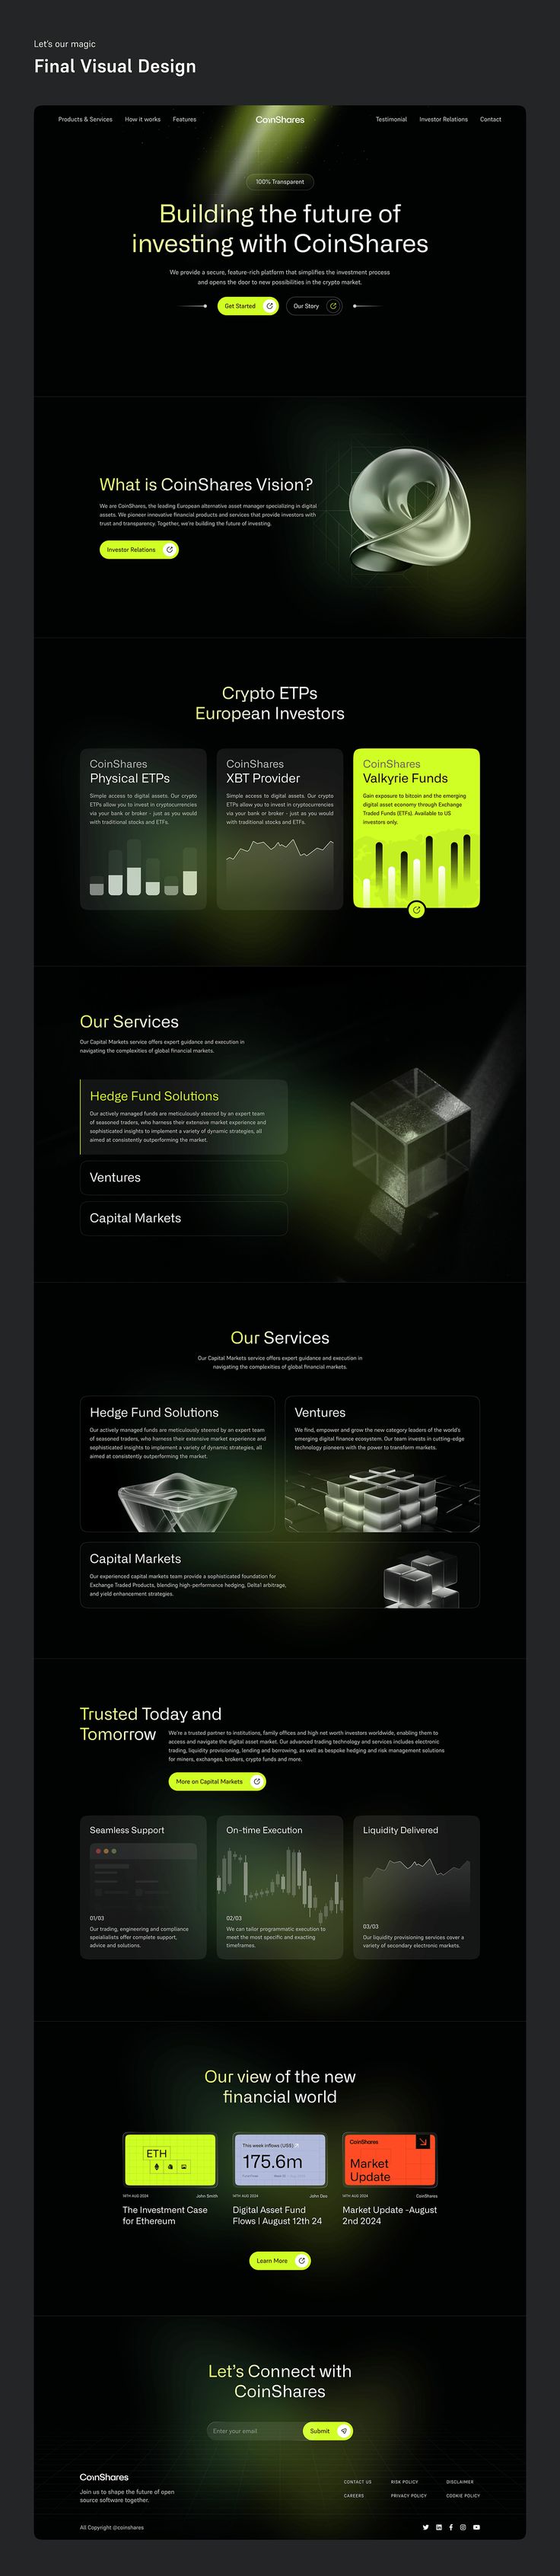 Let's our magic
Final Visual Design
Products & Services
How it works
Features
CoinShares
Testimonial
Investor Relations
Contact
100% Transparent
Building the future of
investing with CoinShares
We provide a secure, feature-rich platform that simplifies the investment process
and opens the door to new possibilities in the crypto market.
Get Started
Our Story
What is CoinShares Vision?
We are CoinShares, the leading European alternative asset manager specializing in digital
assets. We pioneer innovative financial products and services that provide investors with
trust and transparency. Together, we're building the future of investing.
Investor Relations
Crypto ETPs
European Investors
CoinShares
Physical ETPs
Simple access to digital assets. Our crypto
ETPs allow you to invest in cryptocurrencies
via your bank or broker - just as you would
with traditional stocks and ETFs.
CoinShares
XBT Provider
Simple access to digital assets. Our crypto
ETPs allow you to invest in cryptocurrencies
via your bank or broker - just as you would
with traditional stocks and ETFs.
CoinShares
Valkyrie Funds
Gain exposure to bitcoin and the emerging
digital asset economy through Exchange
Traded Funds (ETFs). Available to US
investors only.
Our Services
Our Capital Markets service offers expert guidance and execution in
navigating the complexities of global financial markets.
Hedge Fund Solutions
Our actively managed funds are meticulously steered by an expert team
of seasoned traders, who harness their extensive market experience and
sophisticated insights to implement a variety of dynamic strategies, all
aimed at consistently outperforming the market.
Ventures
Capital Markets
Our Services
Our Capital Markets service offers expert guidance and execution in
navigating the complexities of global financial markets.
Hedge Fund Solutions
Our actively managed funds are meticulously steered by an expert team
of seasoned traders, who harness their extensive market experience and
sophisticated insights to implement a variety of dynamic strategies, all
aimed at consistently outperforming the market.
Ventures
We find, empower and grow the new category leaders of the world's
emerging digital finance ecosystem. Our team invests in cutting-edge
technology pioneers with the power to transform markets.
Capital Markets
Our experienced capital markets team provide a sophisticated foundation for
Exchange Traded Products, blending high-performance hedging, Delta1 arbitrage,
and yield enhancement strategies.
Trusted Today and
Tomorrow
We're a trusted partner to institutions, family offices and high net worth investors worldwide, enabling them to
access and navigate the digital asset market. Our advanced trading technology and services includes electronic
trading, liquidity provisioning, lending and borrowing, as well as bespoke hedging and risk management solutions
for miners, exchanges, brokers, crypto funds and more.
More on Capital Markets
Seamless Support
01/03
Our trading, engineering and compliance
speialialists offer complete support,
advice and solutions.
On-time Execution
02/03
We can tailor programmatic execution to
meet the most specific and exacting
timeframes.
Liquidity Delivered
03/03
Our liquidity provisioning services cover a
variety of secondary electronic markets.
Our view of the new
financial world
ETH
16TH AUG 2024
John Smith
The Investment Case
for Ethereum
This week inflows (US$)
175.6m
16TH AUG 2024
John Doe
Digital Asset Fund
Flows | August 12th 24
CoinShares
Market
Update
16TH AUG 2024
CoinShares
Market Update -August
2nd 2024
Learn More
Let's Connect with
CoinShares
Enter your email
Submit
CoinShares
Join us to shape the future of open
source software together.
CONTACT US
RISK POLICY
DISCLAIMER
CAREERS
PRIVACY POLICY
COOKIE POLICY
All Copyright @coinshares